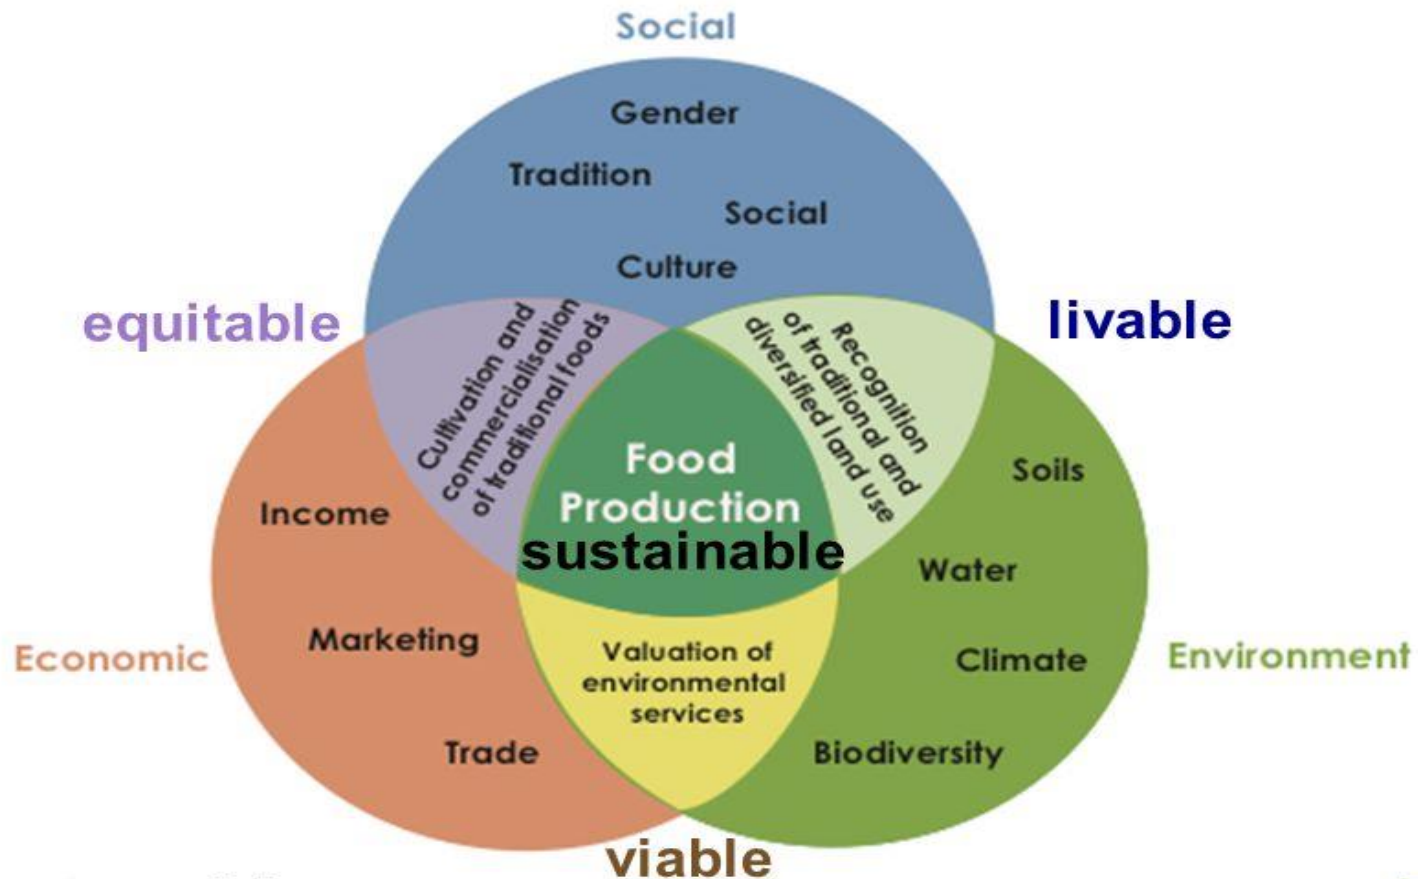 Social
Gender
Tradition
Social
Culture
equitable
livable
Cultivation and
commercialisation
of traditional foods
Recognition
of traditional and
diversified land use
Food
Production
sustainable
Income
Marketing
Trade
Economic
Soils
Water
Climate
Biodiversity
Environment
Valuation of
environmental
services
viable